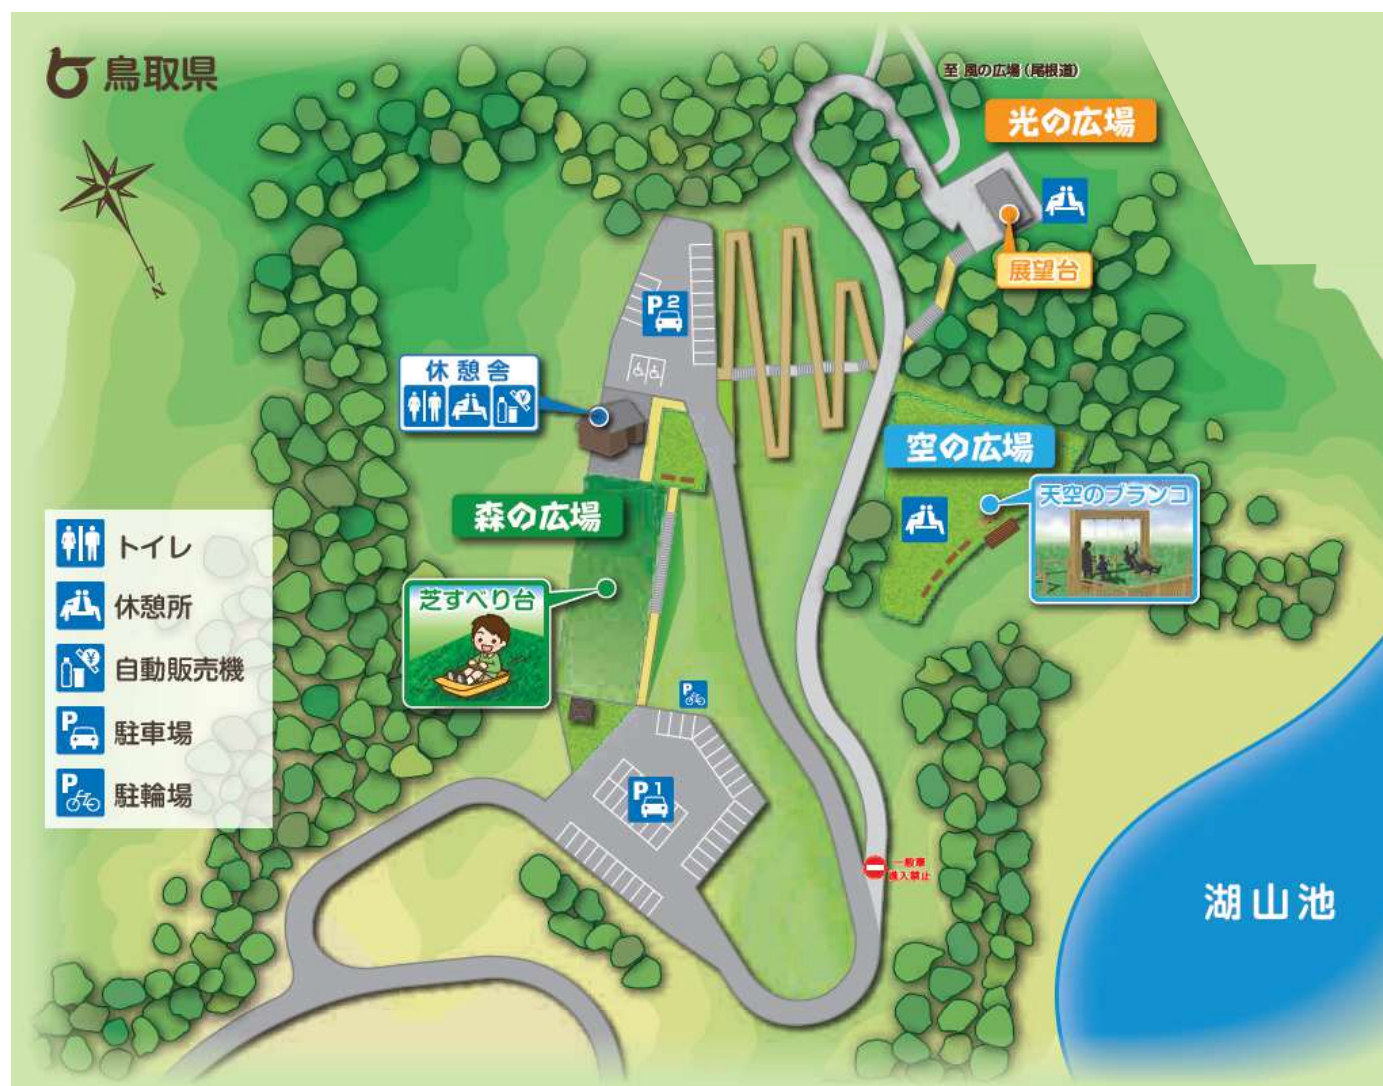 鳥取県
至 風の広場(尾根道)
光の広場
展望台
N
P2
休憩舎
¥
空の広場
天空のブランコ
森の広場
芝すべり台
P
P1
トイレ
休憩所
¥
自動販売機
P
駐車場
P
駐輪場
一般車
進入禁止
湖山池